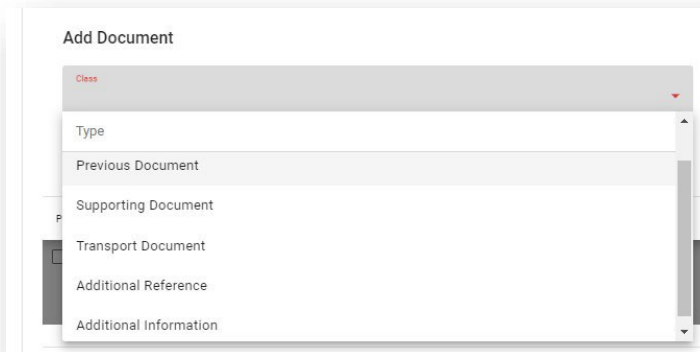 Add Document
Class
Type
Previous Document
Supporting Document
P
Transport Document
Additional Reference
Additional Information